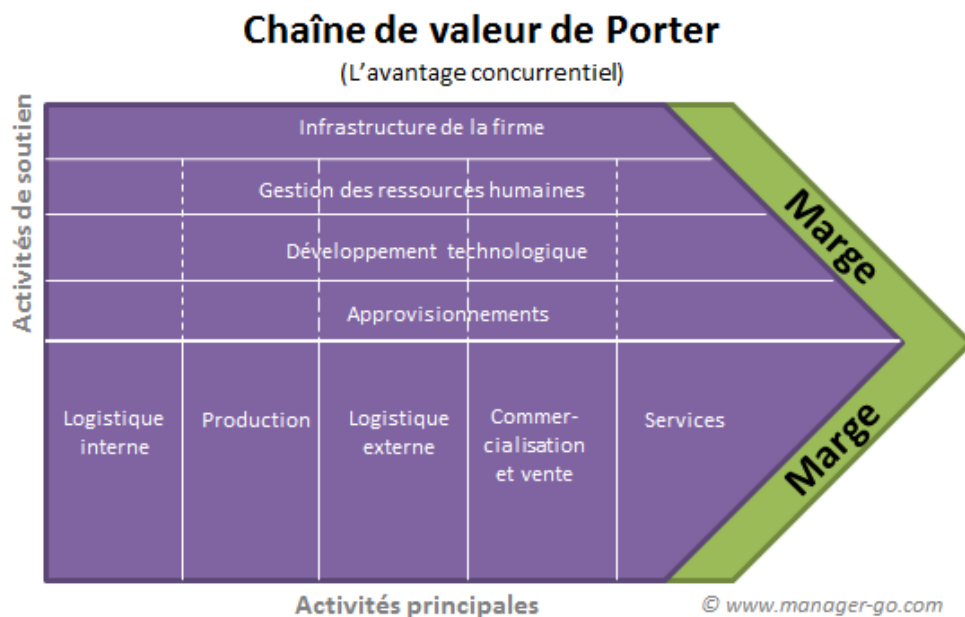 Chaîne de valeur de Porter
(L'avantage concurrentiel)
Activités de soutien
Infrastructure de la firme
Gestion des ressources humaines
Développement technologique
Approvisionnements
Marge
Logistique
interne
Production
Logistique
externe
Commer-
cialisation
et vente
Services
Marge
Activités principales
© www.manager-go.com